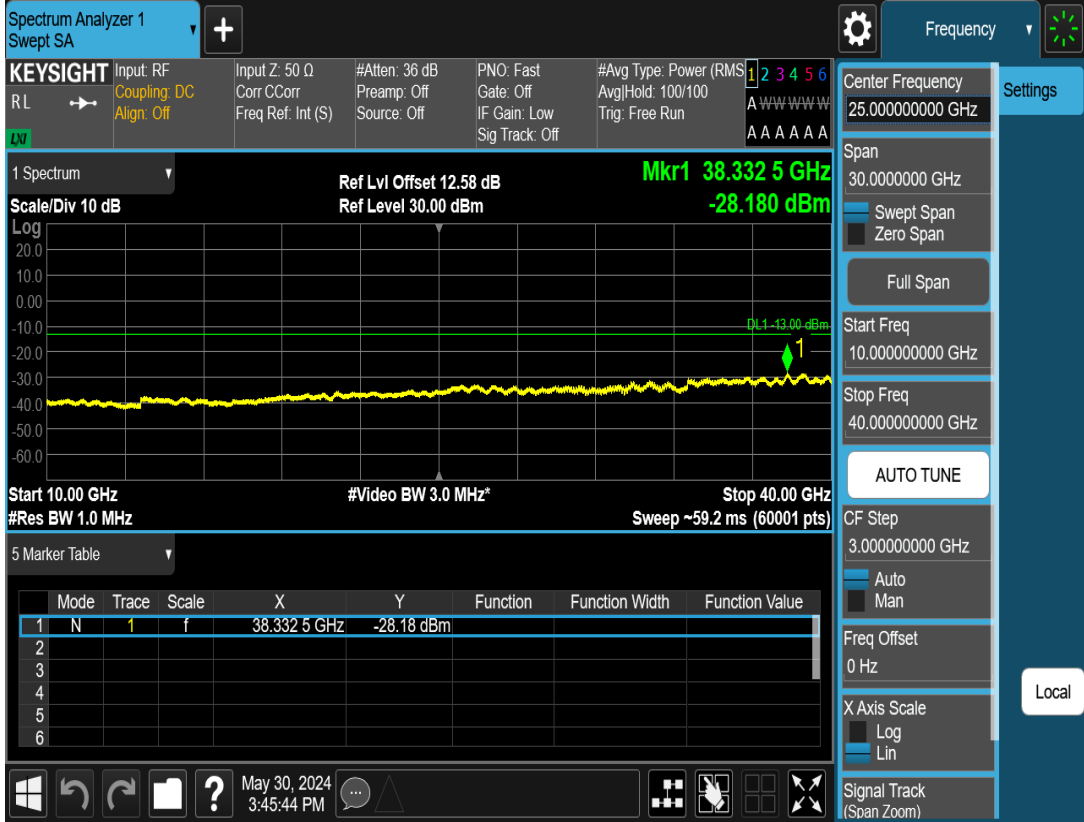 Spectrum Analyzer 1
Swept SA
+
Frequency
KEYSIGHT
RL
LXI
Input: RF
Coupling: DC
Align: Off
Input Z: 50 Ω
Corr CCorr
Freq Ref: Int (S)
#Atten: 36 dB
Preamp: Off
Source: Off
PNO: Fast
Gate: Off
IF Gain: Low
Sig Track: Off
#Avg Type: Power (RMS
Avg|Hold: 100/100
Trig: Free Run
1 2 3 4 5 6
A W W W W W
A A A A A A
1 Spectrum
Scale/Div 10 dB
Ref Lvl Offset 12.58 dB
Ref Level 30.00 dBm
Mkr1 38.332 5 GHz
-28.180 dBm
Log
20.0
10.0
0.00
-10.0
-20.0
-30.0
-40.0
-50.0
-60.0
DL1 -13.00 dBm
1
Start 10.00 GHz
#Res BW 1.0 MHz
#Video BW 3.0 MHz*
Stop 40.00 GHz
Sweep ~59.2 ms (60001 pts)
5 Marker Table
Mode Trace Scale X Y Function Function Width Function Value
1 N 1 f 38.332 5 GHz -28.18 dBm
2
3
4
5
6
?
May 30, 2024
3:45:44 PM
Center Frequency
25.000000000 GHz
Span
30.0000000 GHz
Swept Span
Zero Span
Full Span
Start Freq
10.000000000 GHz
Stop Freq
40.000000000 GHz
AUTO TUNE
CF Step
3.000000000 GHz
Auto
Man
Freq Offset
0 Hz
X Axis Scale
Log
Lin
Signal Track
(Span Zoom)
Settings
Local